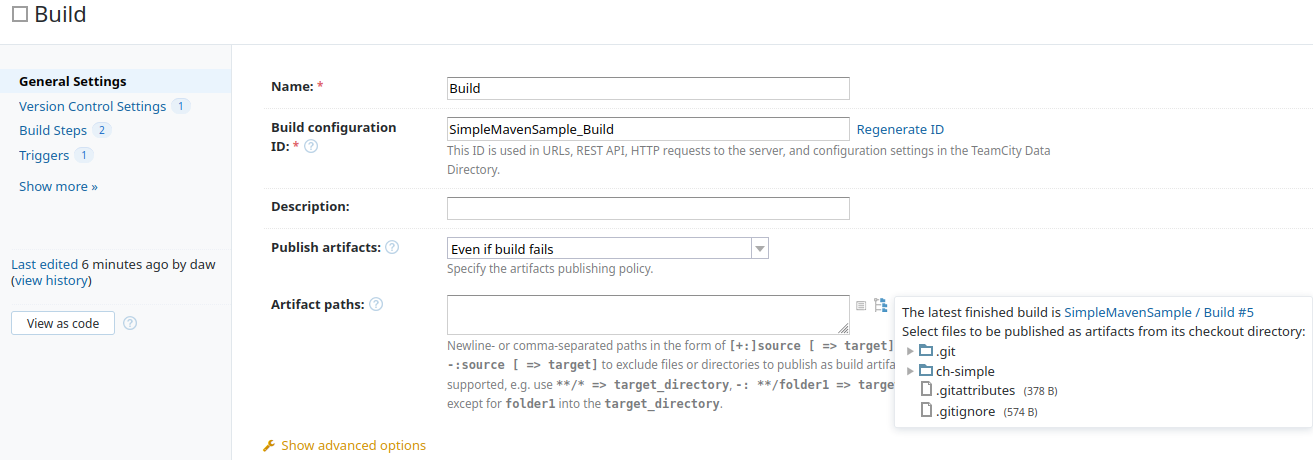 Build
General Settings
Version Control Settings 1
Build Steps 2
Triggers 1
Show more »
Last edited 6 minutes ago by daw
(view history)
View as code
Name: *
Build
Build configuration
ID: *
SimpleMavenSample_Build
Regenerate ID
This ID is used in URLs, REST API, HTTP requests to the server, and configuration settings in the TeamCity Data
Directory.
Description:
Publish artifacts:
Even if build fails
Specify the artifacts publishing policy.
Artifact paths:
Newline- or comma-separated paths in the form of [+:]source [ => target]
-:source [ => target] to exclude files or directories to publish as build artifa
supported, e.g. use **/* => target_directory, -: **/folder1 => targe
except for folder1 into the target_directory.
The latest finished build is SimpleMavenSample / Build #5
Select files to be published as artifacts from its checkout directory:
.git
ch-simple
.gitattributes (378 B)
.gitignore (574 B)
Show advanced options